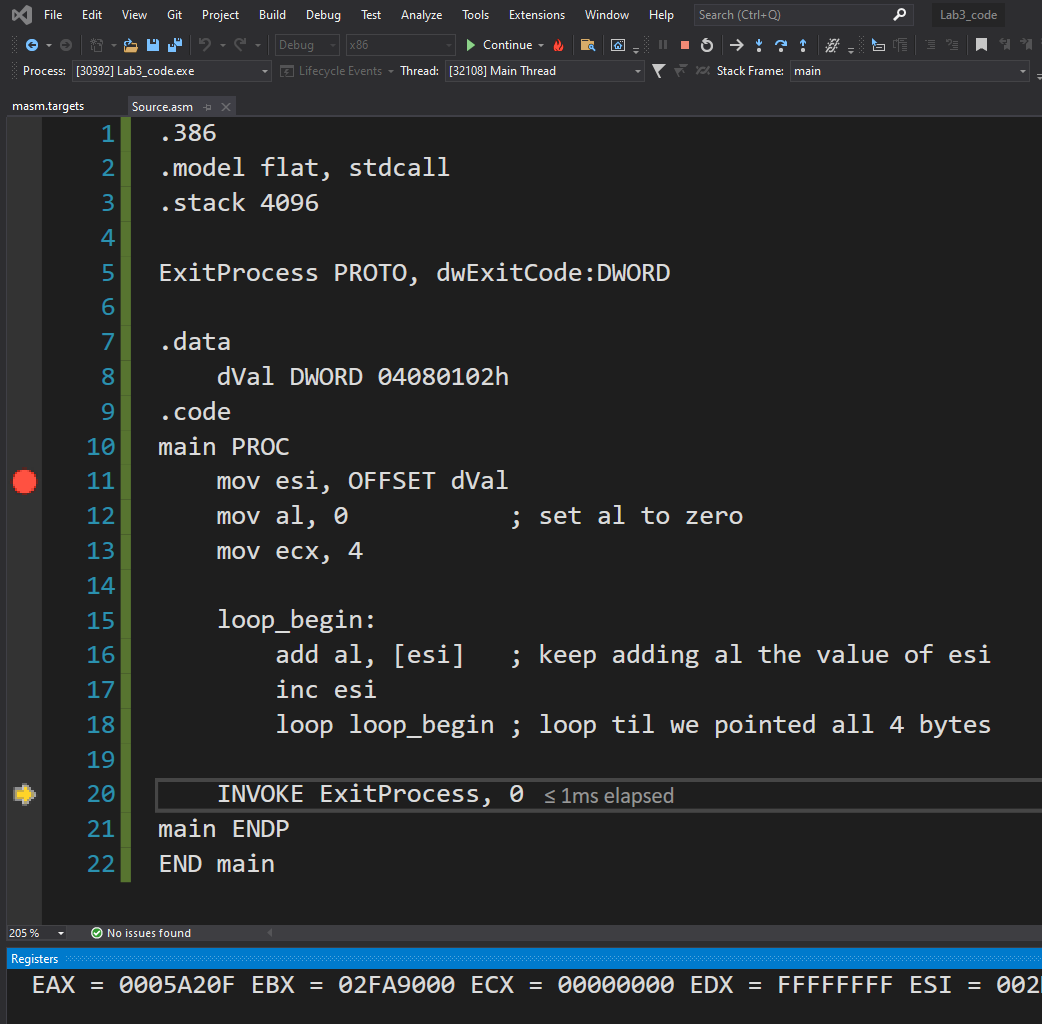 File Edit View Git Project Build Debug Test Analyze Tools Extensions Window Help Search (Ctrl+Q) Lab3_code
Debug x86 Continue
Process: [30392] Lab3_code.exe Lifecycle Events Thread: [32108] Main Thread Stack Frame: main
masm.targets Source.asm
1 .386
2 .model flat, stdcall
3 .stack 4096
4
5 ExitProcess PROTO, dwExitCode:DWORD
6
7 .data
8 dVal DWORD 04080102h
9 .code
10 main PROC
11 mov esi, OFFSET dVal
12 mov al, 0 ; set al to zero
13 mov ecx, 4
14
15 loop_begin:
16 add al, [esi] ; keep adding al the value of esi
17 inc esi
18 loop loop_begin ; loop til we pointed all 4 bytes
19
20 INVOKE ExitProcess, 0 ≤ 1ms elapsed
21 main ENDP
22 END main
205 % No issues found
Registers
EAX = 0005A20F EBX = 02FA9000 ECX = 00000000 EDX = FFFFFFFF ESI = 002